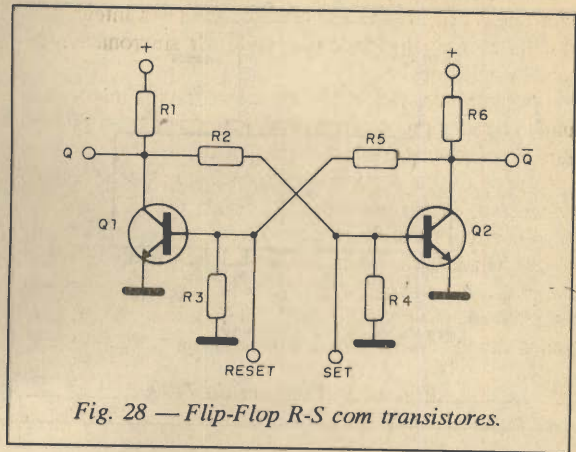 + +
R1 R6
R2 R5
Q Q̅
Q1 Q2
R3 R4
RESET SET
Fig. 28 — Flip-Flop R-S com transistores.